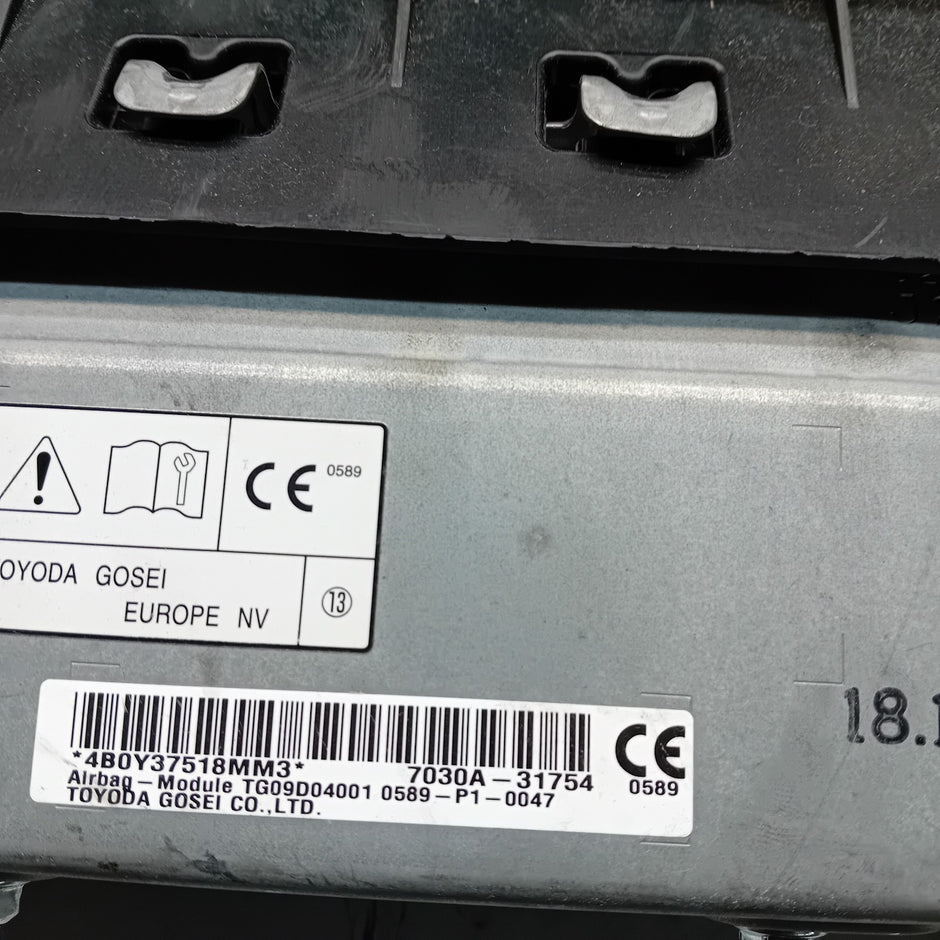 CE 0589
OYODA GOSEI
EUROPE NV
13
18.
*4B0Y37518MM3* 7030A-31754
Airbag-Module TG09D04001 0589-P1-0047
TOYODA GOSEI CO.,LTD.
CE
0589